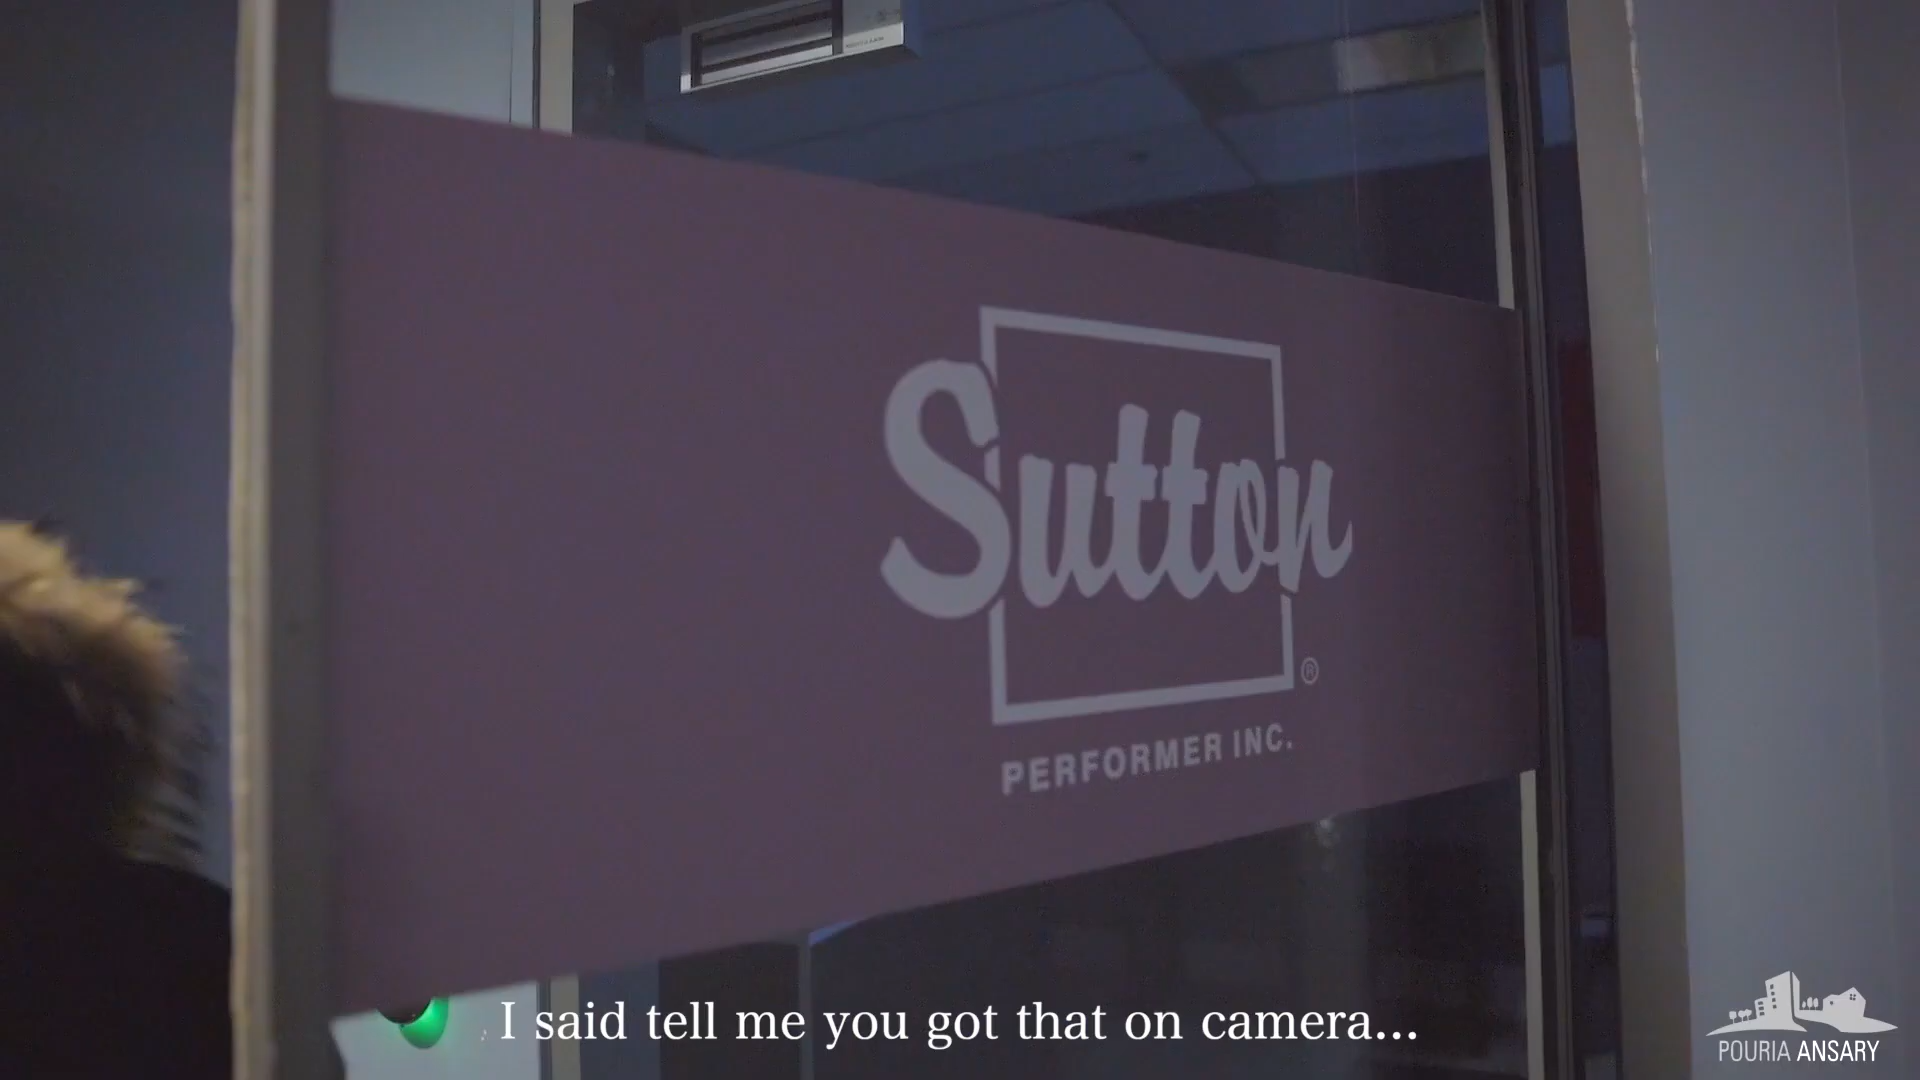 Sutton
®
PERFORMER INC.
I said tell me you got that on camera...
POURIA ANSARY